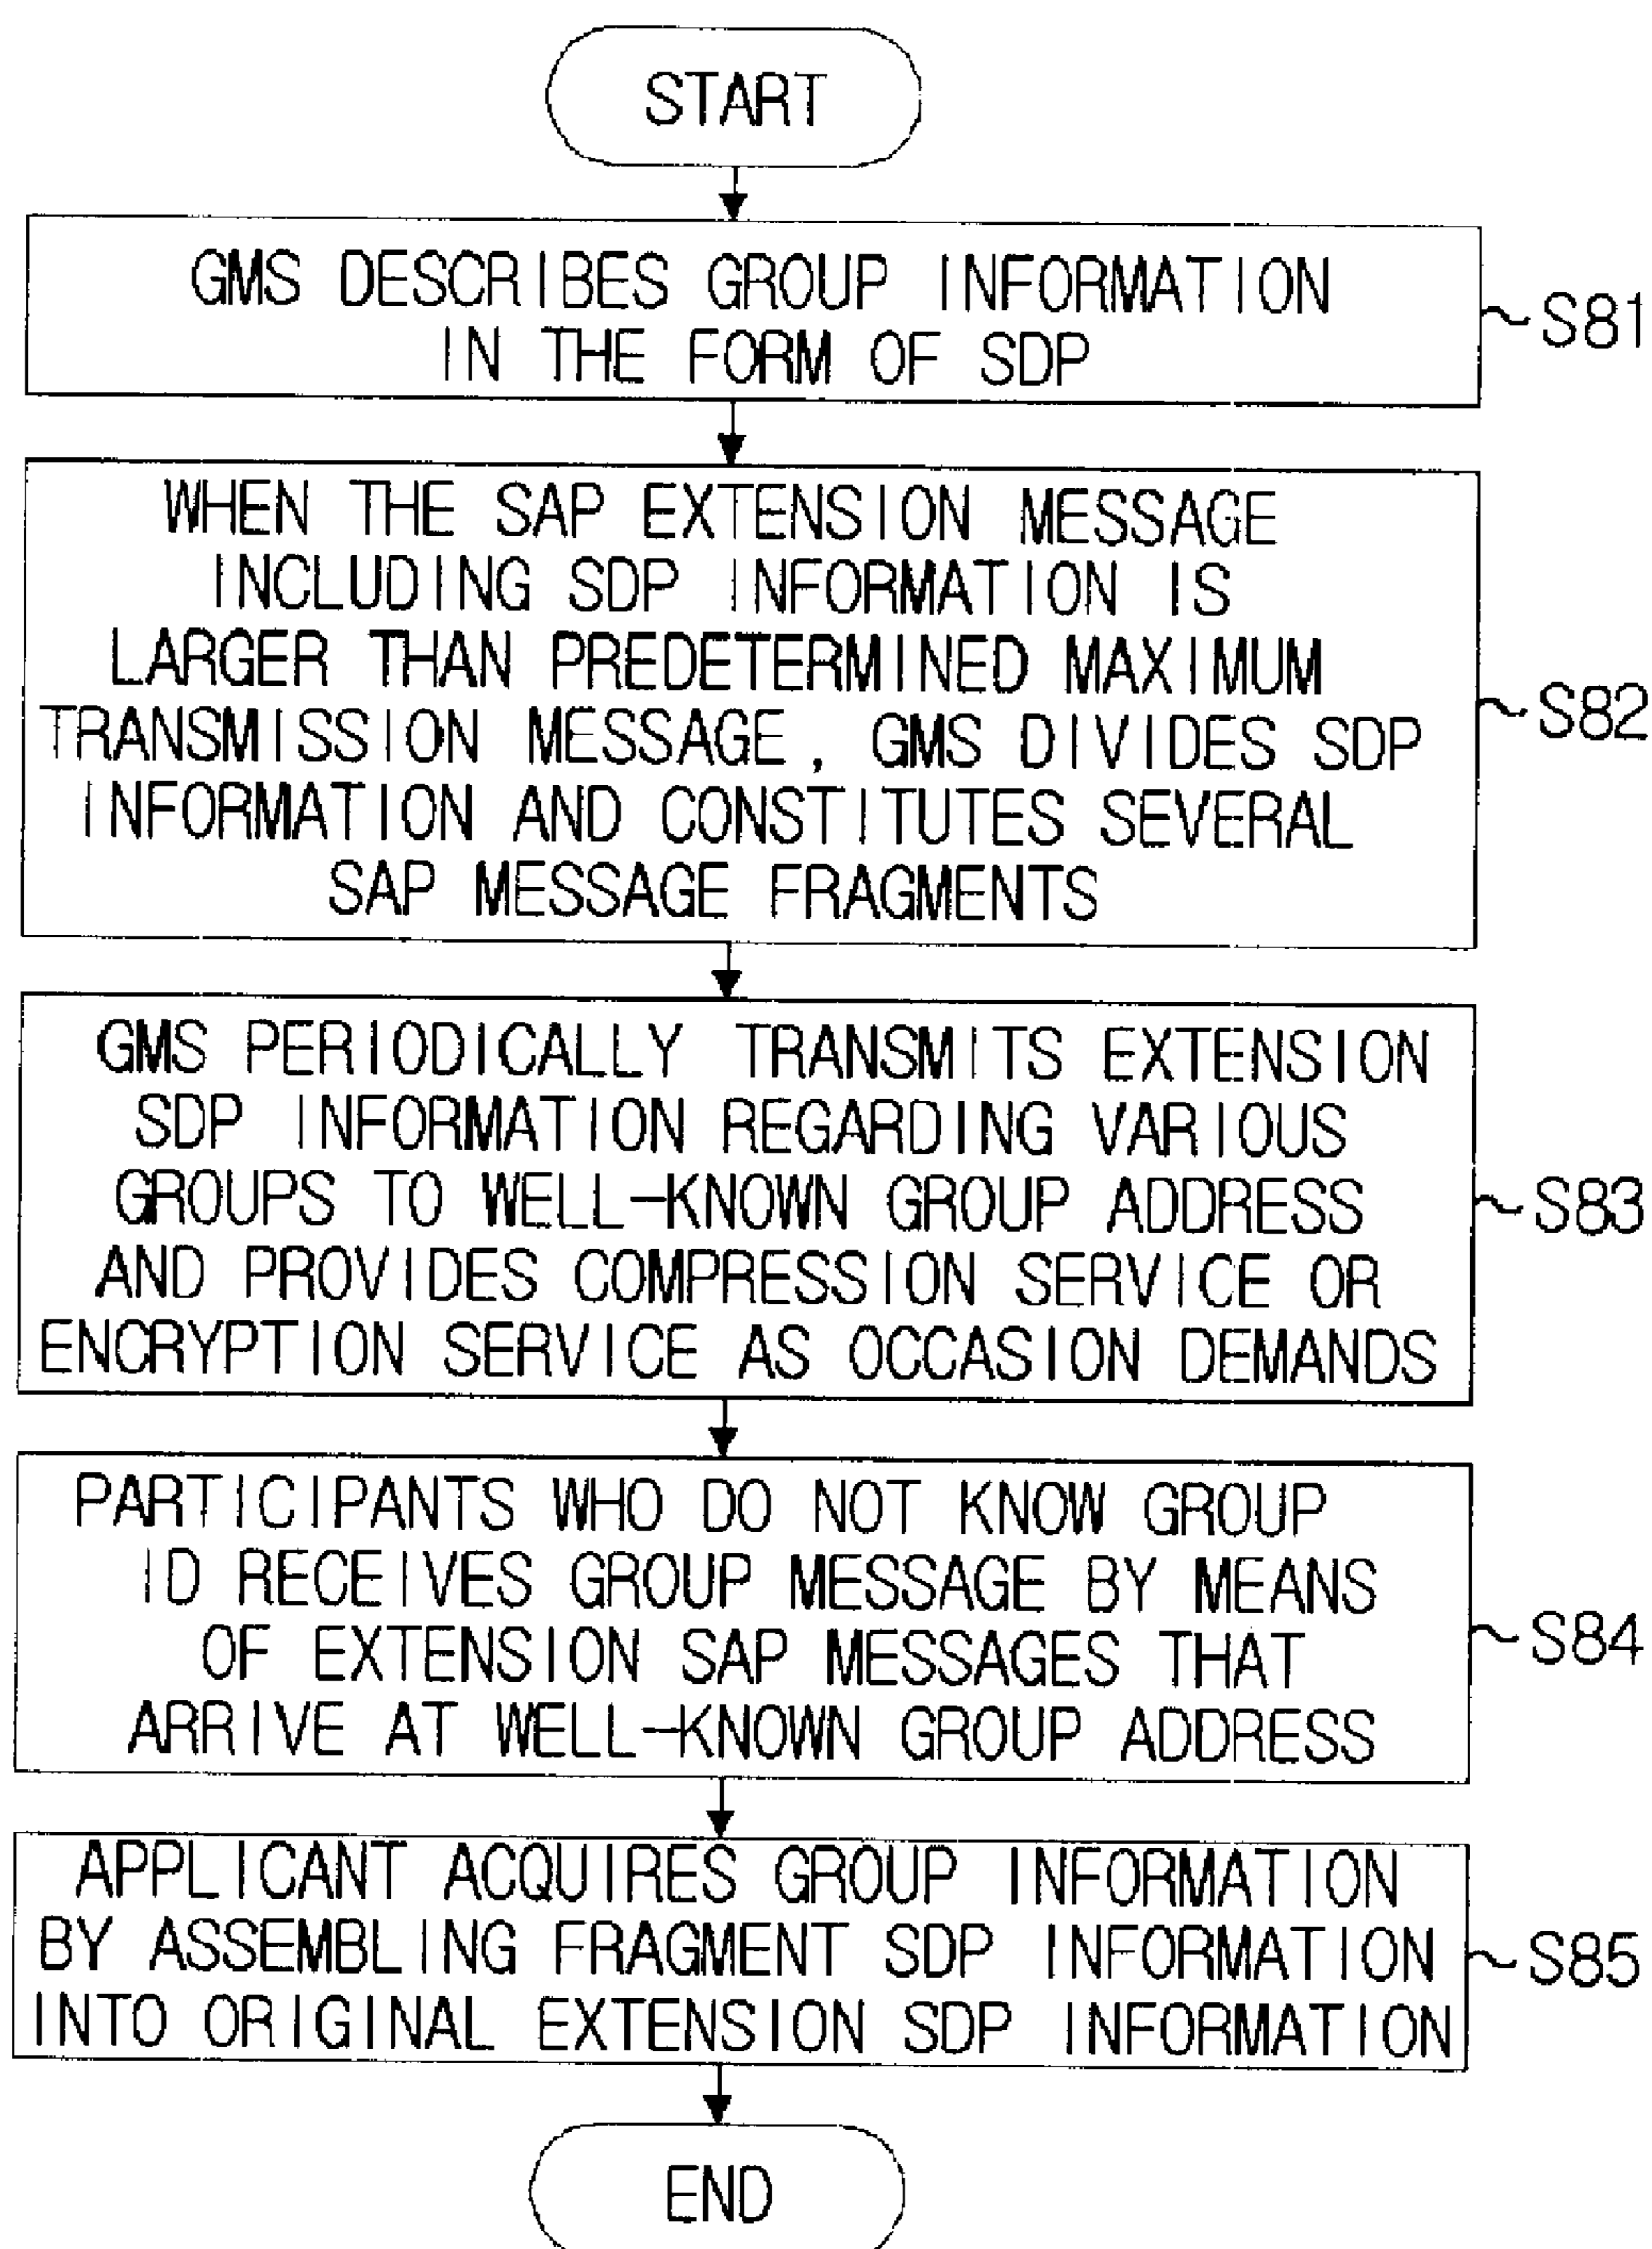 START
GMS DESCRIBES GROUP INFORMATION
IN THE FORM OF SDP
S81
WHEN THE SAP EXTENSION MESSAGE
INCLUDING SDP INFORMATION IS
LARGER THAN PREDETERMINED MAXIMUM
TRANSMISSION MESSAGE, GMS DIVIDES SDP
INFORMATION AND CONSTITUTES SEVERAL
SAP MESSAGE FRAGMENTS
S82
GMS PERIODICALLY TRANSMITS EXTENSION
SDP INFORMATION REGARDING VARIOUS
GROUPS TO WELL-KNOWN GROUP ADDRESS
AND PROVIDES COMPRESSION SERVICE OR
ENCRYPTION SERVICE AS OCCASION DEMANDS
S83
PARTICIPANTS WHO DO NOT KNOW GROUP
ID RECEIVES GROUP MESSAGE BY MEANS
OF EXTENSION SAP MESSAGES THAT
ARRIVE AT WELL-KNOWN GROUP ADDRESS
S84
APPLICANT ACQUIRES GROUP INFORMATION
BY ASSEMBLING FRAGMENT SDP INFORMATION
INTO ORIGINAL EXTENSION SDP INFORMATION
S85
END